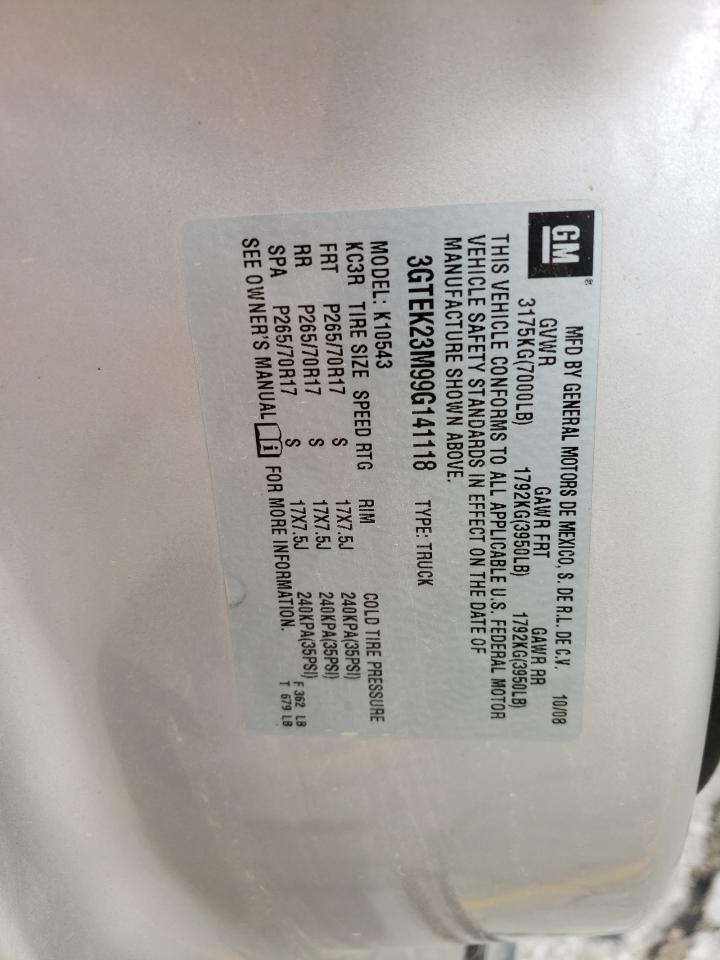 GM®
MFD BY GENERAL MOTORS DE MEXICO, S. DE R.L. DE C.V. 10/08
GVWR GAWR FRT GAWR RR
3175KG(7000LB) 1792KG(3950LB) 1792KG(3950LB)
THIS VEHICLE CONFORMS TO ALL APPLICABLE U.S. FEDERAL MOTOR
VEHICLE SAFETY STANDARDS IN EFFECT ON THE DATE OF
MANUFACTURE SHOWN ABOVE.
3GTEK23M99G141118 TYPE: TRUCK
MODEL: K10543
KC3R TIRE SIZE SPEED RTG RIM COLD TIRE PRESSURE
FRT P265/70R17 S 17X7.5J 240KPA(35PSI)
RR P265/70R17 S 17X7.5J 240KPA(35PSI)
SPA P265/70R17 S 17X7.5J 240KPA(35PSI)
SEE OWNER'S MANUAL i FOR MORE INFORMATION.
F 362 LB
T 679 LB